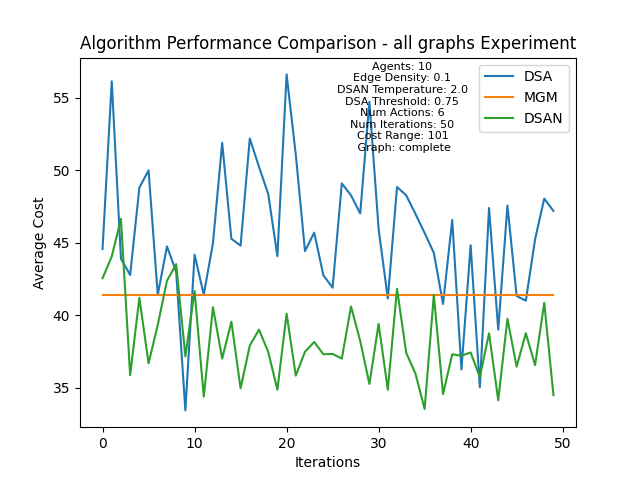 Algorithm Performance Comparison - all graphs Experiment
Agents: 10
Edge Density: 0.1
DSAN Temperature: 2.0
DSA Threshold: 0.75
Num Actions: 6
Num Iterations: 50
Cost Range: 101
Graph: complete
DSA
MGM
DSAN
Average Cost
55
50
45
40
35
0 10 20 30 40 50
Iterations